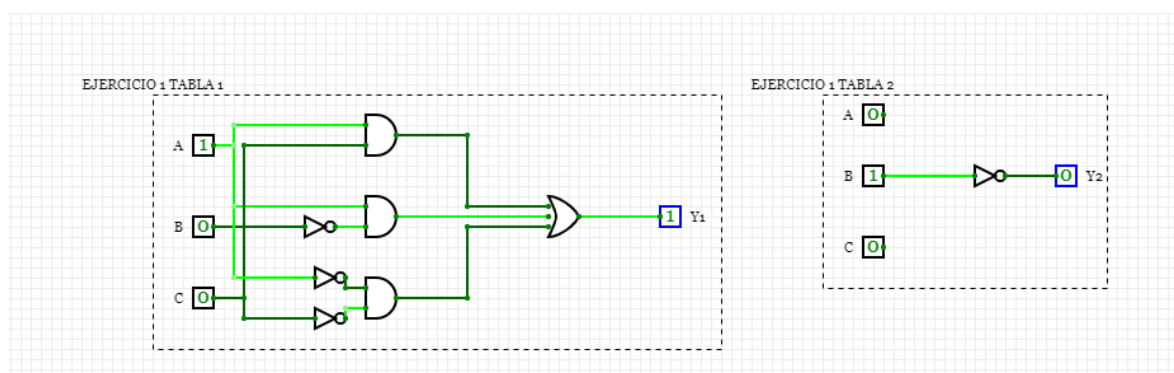 EJERCICIO 1 TABLA 1
A 1
B 0
C 0
1 Y1
EJERCICIO 1 TABLA 2
A 0
B 1
0 Y2
C 0